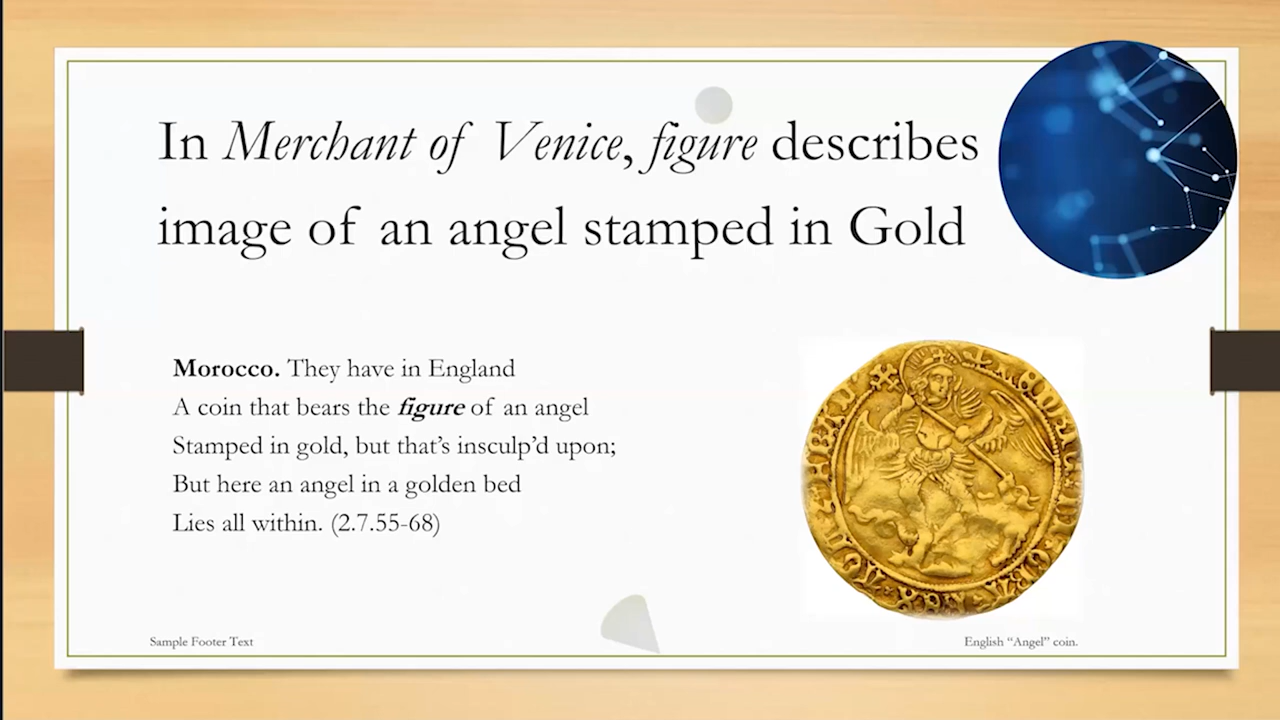 In Merchant of Venice, figure describes
image of an angel stamped in Gold
Morocco. They have in England
A coin that bears the figure of an angel
Stamped in gold, but that’s insculp’d upon;
But here an angel in a golden bed
Lies all within. (2.7.55-68)
Sample Footer Text
English “Angel” coin.